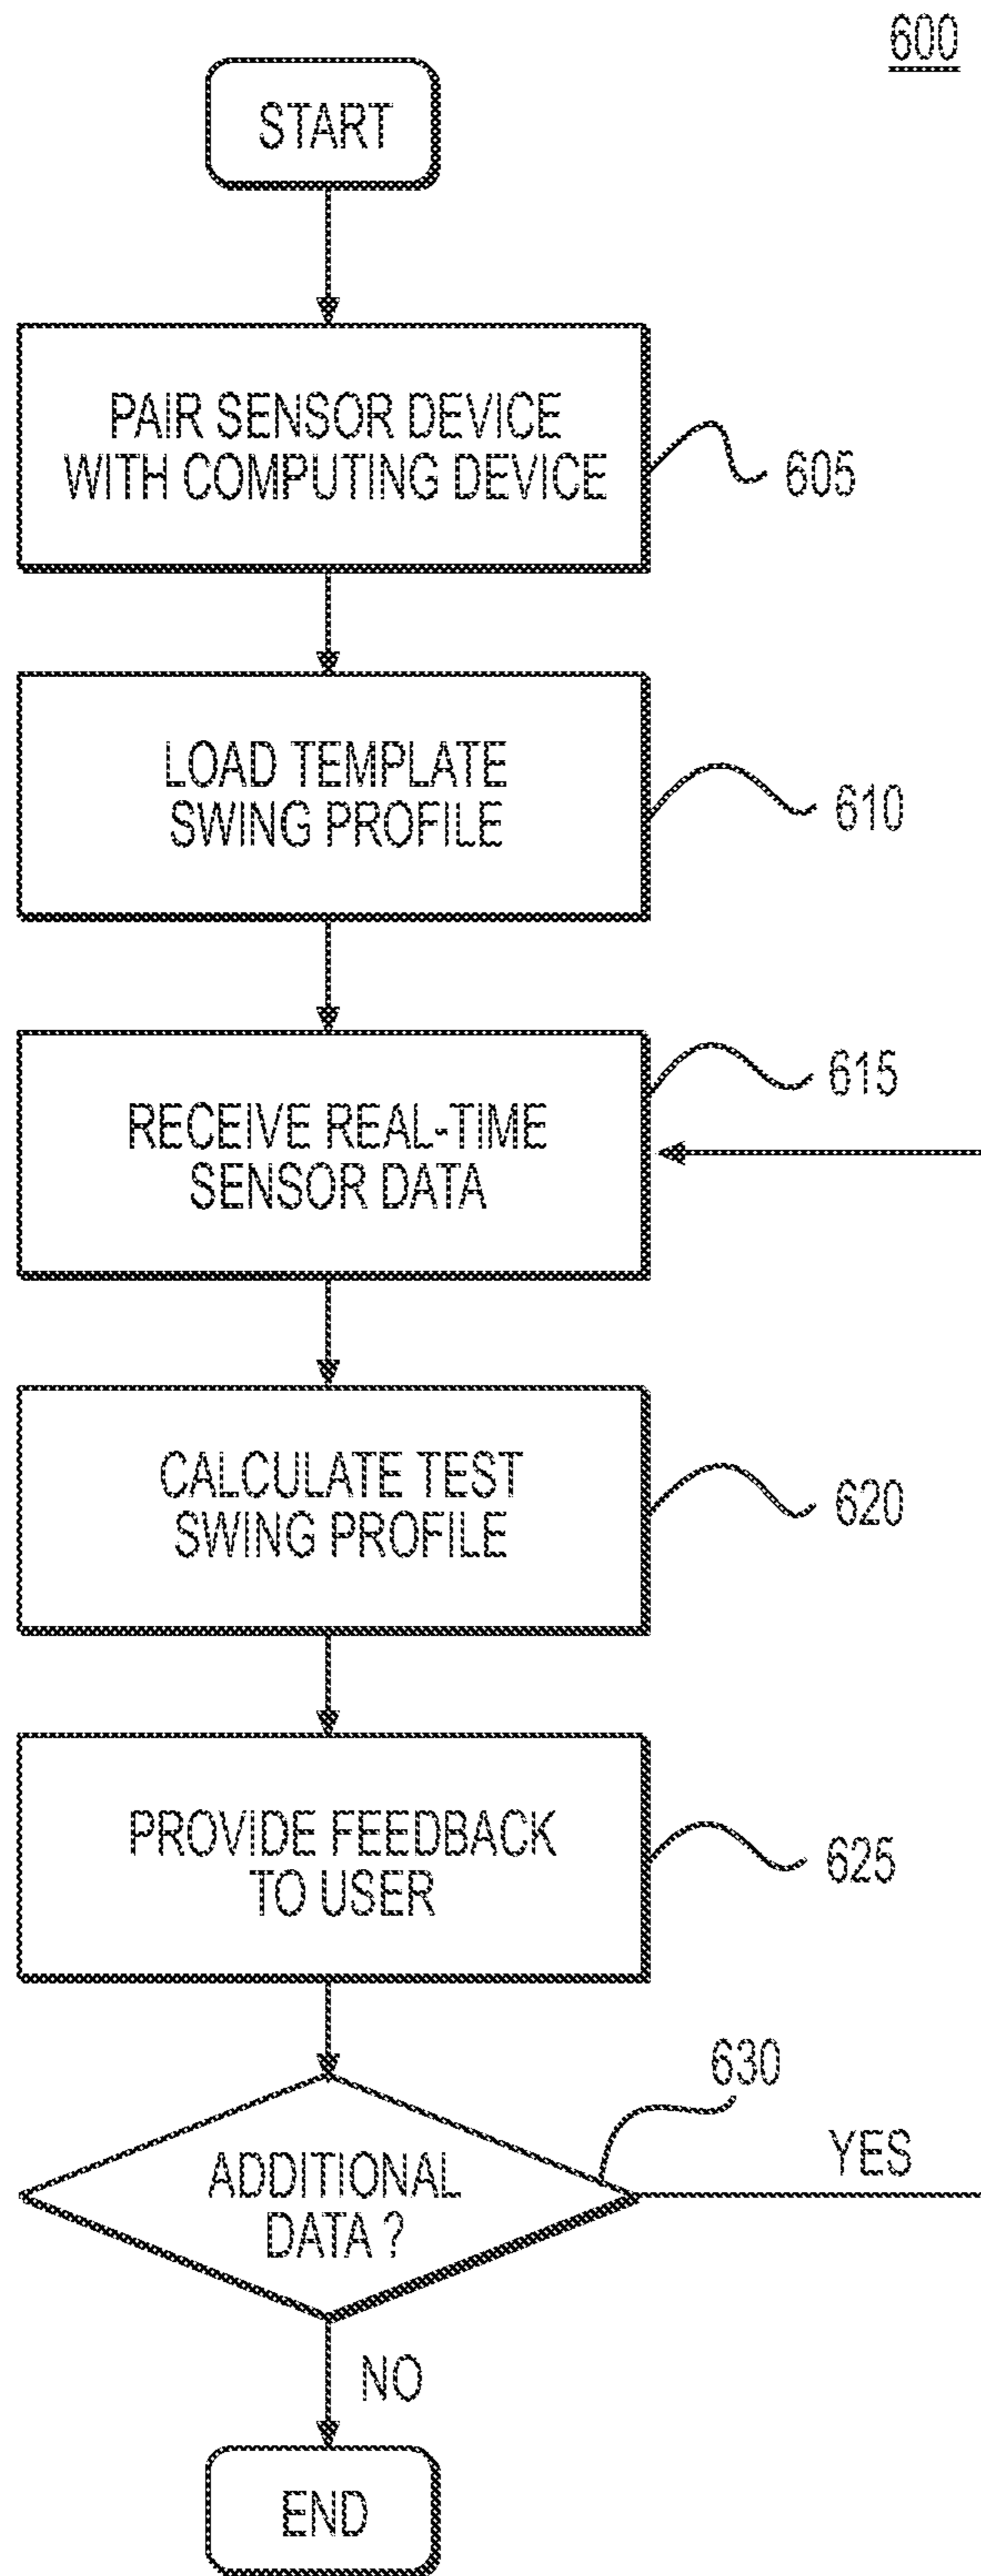 600
START
PAIR SENSOR DEVICE
WITH COMPUTING DEVICE
605
LOAD TEMPLATE
SWING PROFILE
610
615
RECEIVE REAL-TIME
SENSOR DATA
CALCULATE TEST
SWING PROFILE
620
PROVIDE FEEDBACK
TO USER
625
630
ADDITIONAL
DATA ?
YES
NO
END